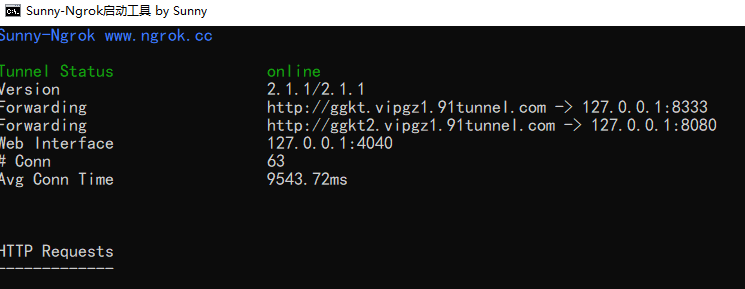 Sunny-Ngrok启动工具 by Sunny
Sunny-Ngrok www.ngrok.cc
Tunnel Status online
Version 2.1.1/2.1.1
Forwarding http://ggkt.vipgz1.91tunnel.com -> 127.0.0.1:8333
Forwarding http://ggkt2.vipgz1.91tunnel.com -> 127.0.0.1:8080
Web Interface 127.0.0.1:4040
# Conn 63
Avg Conn Time 9543.72ms
HTTP Requests
-------------